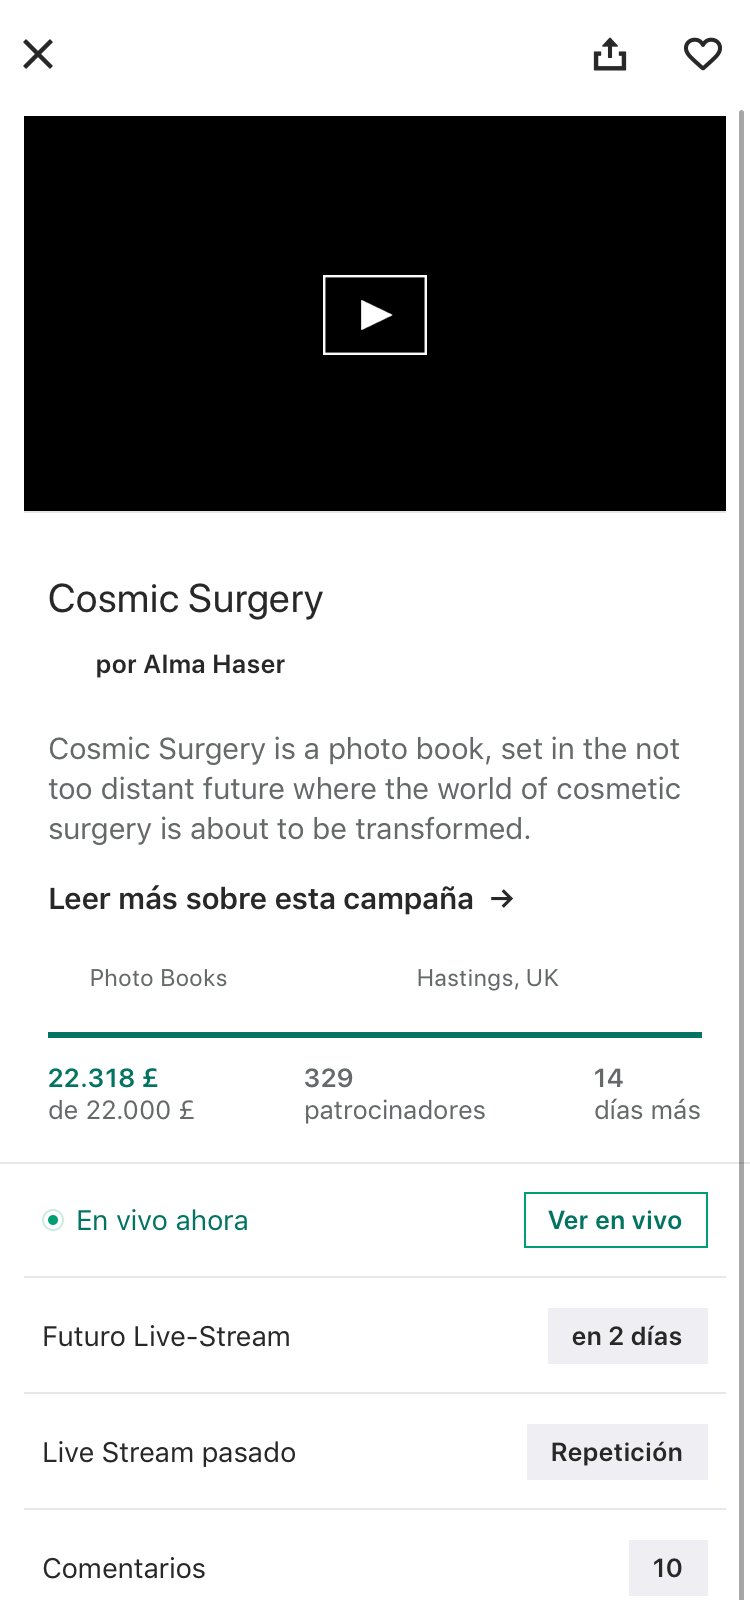 Cosmic Surgery
por Alma Haser
Cosmic Surgery is a photo book, set in the not
too distant future where the world of cosmetic
surgery is about to be transformed.
Leer más sobre esta campaña →
Photo Books
Hastings, UK
22.318 £
de 22.000 £
329
patrocinadores
14
días más
En vivo ahora
Ver en vivo
Futuro Live-Stream
en 2 días
Live Stream pasado
Repetición
Comentarios
10